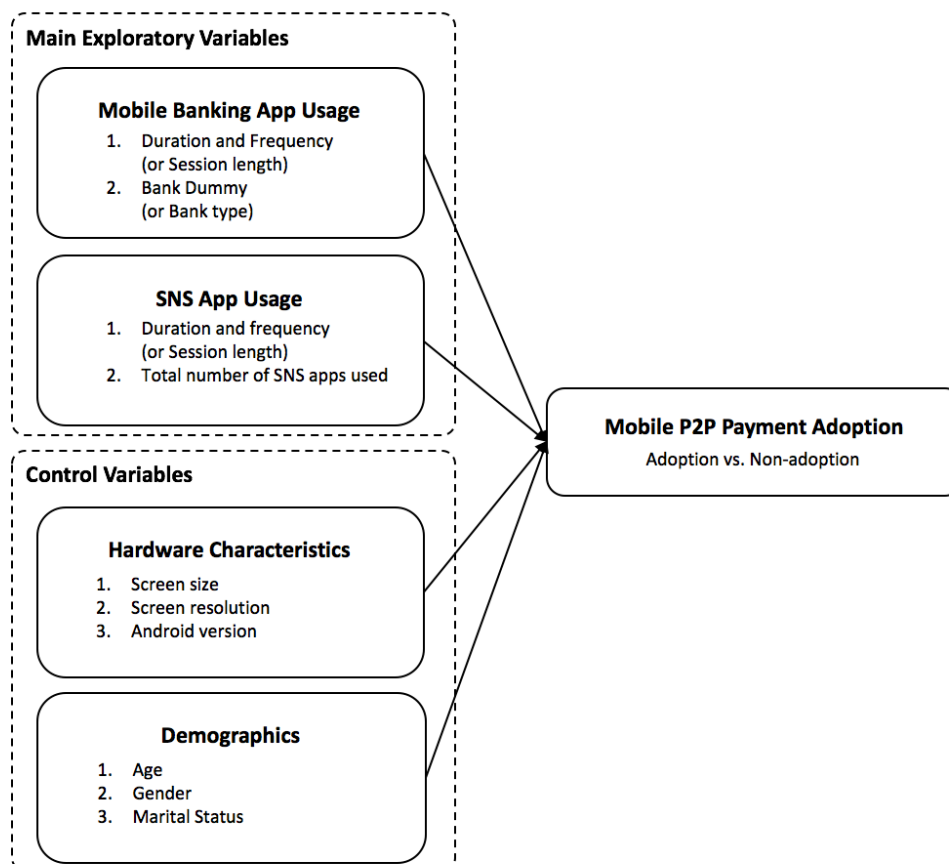 Main Exploratory Variables
Mobile Banking App Usage
1. Duration and Frequency
(or Session length)
2. Bank Dummy
(or Bank type)
SNS App Usage
1. Duration and frequency
(or Session length)
2. Total number of SNS apps used
Mobile P2P Payment Adoption
Adoption vs. Non-adoption
Control Variables
Hardware Characteristics
1. Screen size
2. Screen resolution
3. Android version
Demographics
1. Age
2. Gender
3. Marital Status